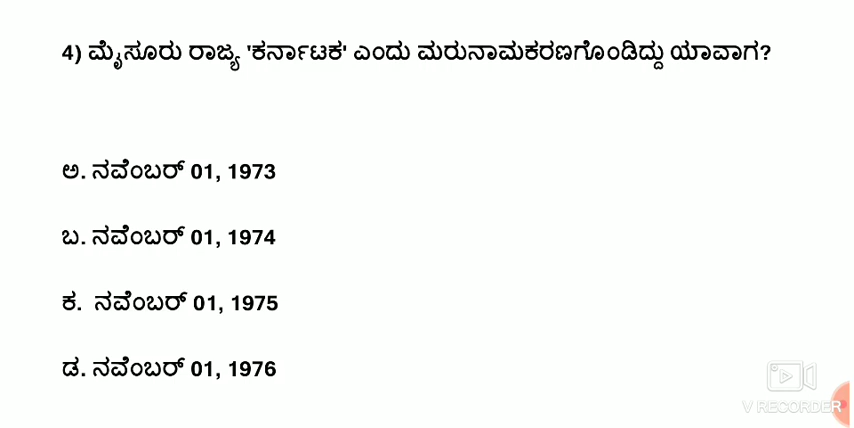 4) ಮೈಸೂರು ರಾಜ್ಯ 'ಕರ್ನಾಟಕ' ಎಂದು ಮರುನಾಮಕರಣಗೊಂಡಿದ್ದು ಯಾವಾಗ?
ಅ. ನವೆಂಬರ್ 01, 1973
ಬ. ನವೆಂಬರ್ 01, 1974
ಕ. ನವೆಂಬರ್ 01, 1975
ಡ. ನವೆಂಬರ್ 01, 1976
V RECORDER